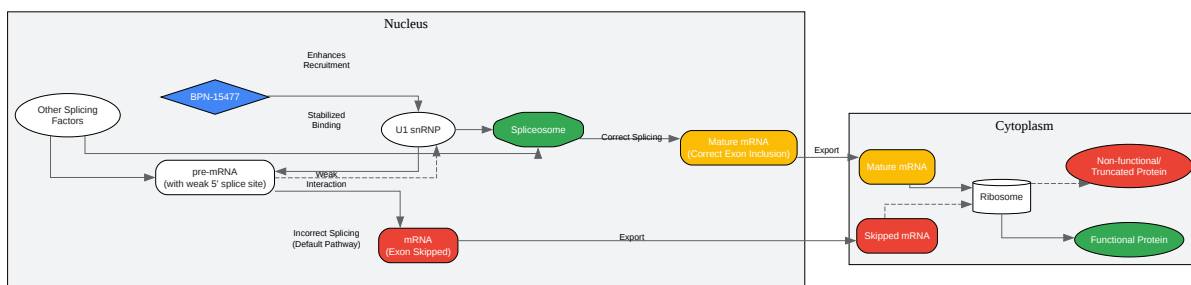 Nucleus
Enhances
Recruitment
BPN-15477
Other Splicing
Factors
Stabilized
Binding
U1 snRNP
Spliceosome
Correct Splicing
Mature mRNA
(Correct Exon Inclusion)
Export
pre-mRNA
(with weak 5' splice site)
Weak
Interaction
Incorrect Splicing
(Default Pathway)
mRNA
(Exon Skipped)
Export
Cytoplasm
Mature mRNA
Non-functional/
Truncated Protein
Ribosome
Skipped mRNA
Functional Protein